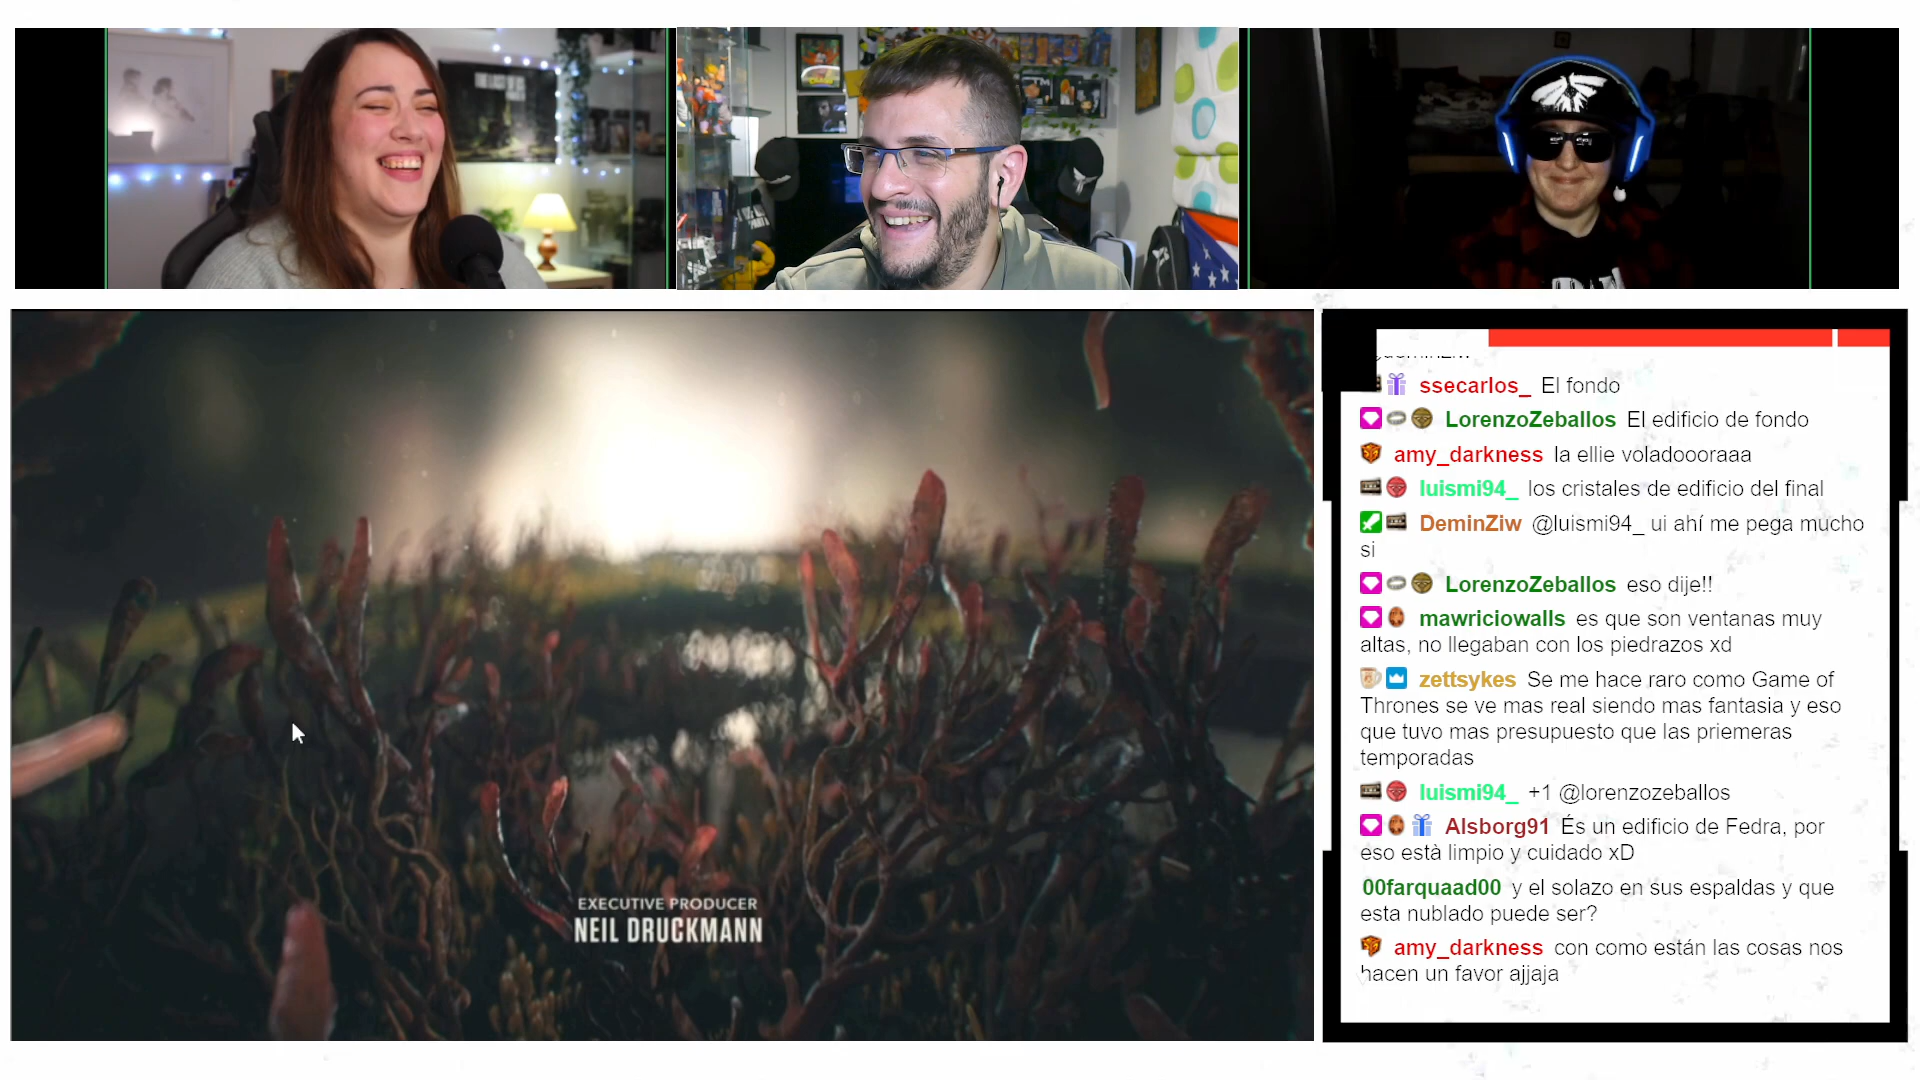 EXECUTIVE PRODUCER
NEIL DRUCKMANN
ssecarlos_ El fondo
LorenzoZeballos El edificio de fondo
amy_darkness la ellie voladoooraaa
luismi94_ los cristales de edificio del final
DeminZiw @luismi94_ ui ahí me pega mucho
si
LorenzoZeballos eso dije!!
mawriciowalls es que son ventanas muy
altas, no llegaban con los piedrazos xd
zettsykes Se me hace raro como Game of
Thrones se ve mas real siendo mas fantasia y eso
que tuvo mas presupuesto que las priemeras
temporadas
luismi94_ +1 @lorenzozeballos
Alsborg91 És un edificio de Fedra, por
eso està limpio y cuidado xD
00farquaad00 y el solazo en sus espaldas y que
esta nublado puede ser?
amy_darkness con como están las cosas nos
hacen un favor ajjaja